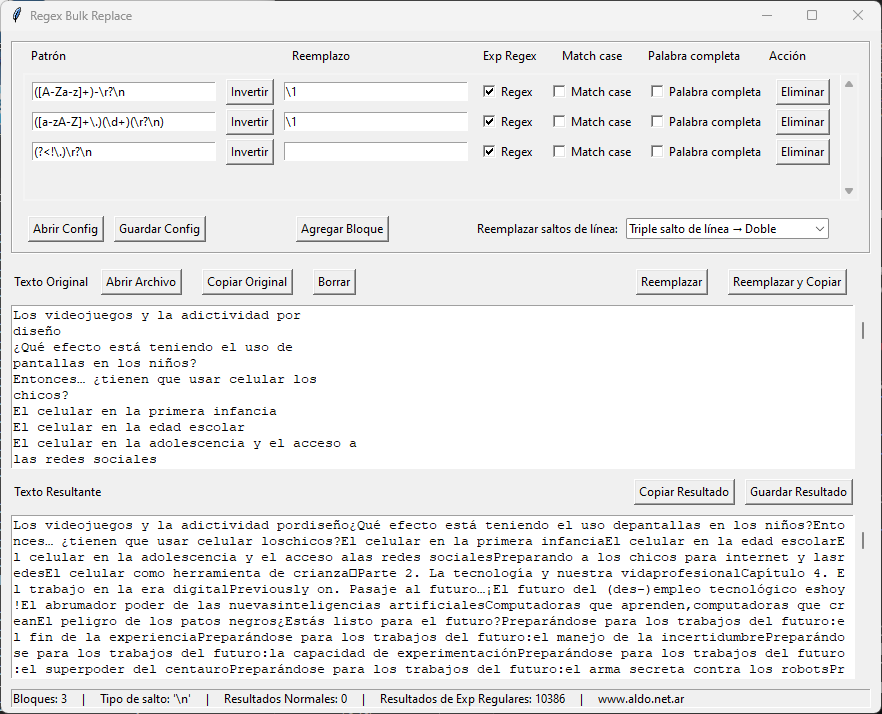 Regex Bulk Replace
Patrón Reemplazo Exp Regex Match case Palabra completa Acción
([A-Za-z]+)-\r?\n Invertir \1 Regex Match case Palabra completa Eliminar
([a-zA-Z]+\.)(\d+)(\r?\n) Invertir \1 Regex Match case Palabra completa Eliminar
(?<!\.)\r?\n Invertir Regex Match case Palabra completa Eliminar
Abrir Config Guardar Config Agregar Bloque Reemplazar saltos de línea: Triple salto de línea → Doble
Texto Original Abrir Archivo Copiar Original Borrar Reemplazar Reemplazar y Copiar
Los videojuegos y la adictividad por
diseño
¿Qué efecto está teniendo el uso de
pantallas en los niños?
Entonces… ¿tienen que usar celular los
chicos?
El celular en la primera infancia
El celular en la edad escolar
El celular en la adolescencia y el acceso a
las redes sociales
Texto Resultante Copiar Resultado Guardar Resultado
Los videojuegos y la adictividad pordiseño¿Qué efecto está teniendo el uso depantallas en los niños?Ento
nces… ¿tienen que usar celular loschicos?El celular en la primera infanciaEl celular en la edad escolarE
l celular en la adolescencia y el acceso alas redes socialesPreparando a los chicos para internet y lasr
edesEl celular como herramienta de crianza▯Parte 2. La tecnología y nuestra vidaprofesionalCapítulo 4. E
l trabajo en la era digitalPreviously on. Pasaje al futuro…¡El futuro del (des-)empleo tecnológico eshoy
!El abrumador poder de las nuevasinteligencias artificialesComputadoras que aprenden,computadoras que cr
eanEl peligro de los patos negros¿Estás listo para el futuro?Preparándose para los trabajos del futuro:e
l fin de la experienciaPreparándose para los trabajos del futuro:el manejo de la incertidumbrePreparándo
se para los trabajos del futuro:la capacidad de experimentaciónPreparándose para los trabajos del futuro
:el superpoder del centauroPreparándose para los trabajos del futuro:el arma secreta contra los robotsPr
Bloques: 3 | Tipo de salto: '\n' | Resultados Normales: 0 | Resultados de Exp Regulares: 10386 | www.aldo.net.ar